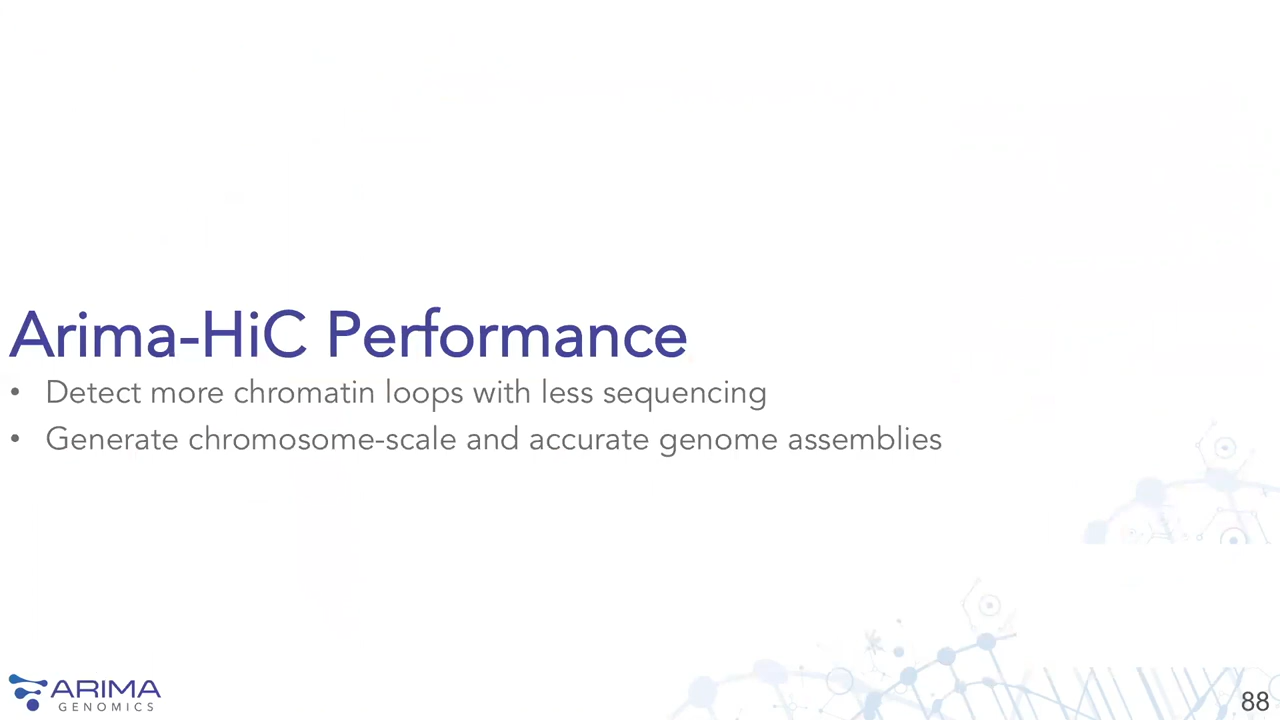 Arima-HiC Performance
• Detect more chromatin loops with less sequencing
• Generate chromosome-scale and accurate genome assemblies
ARIMA
GENOMICS
88